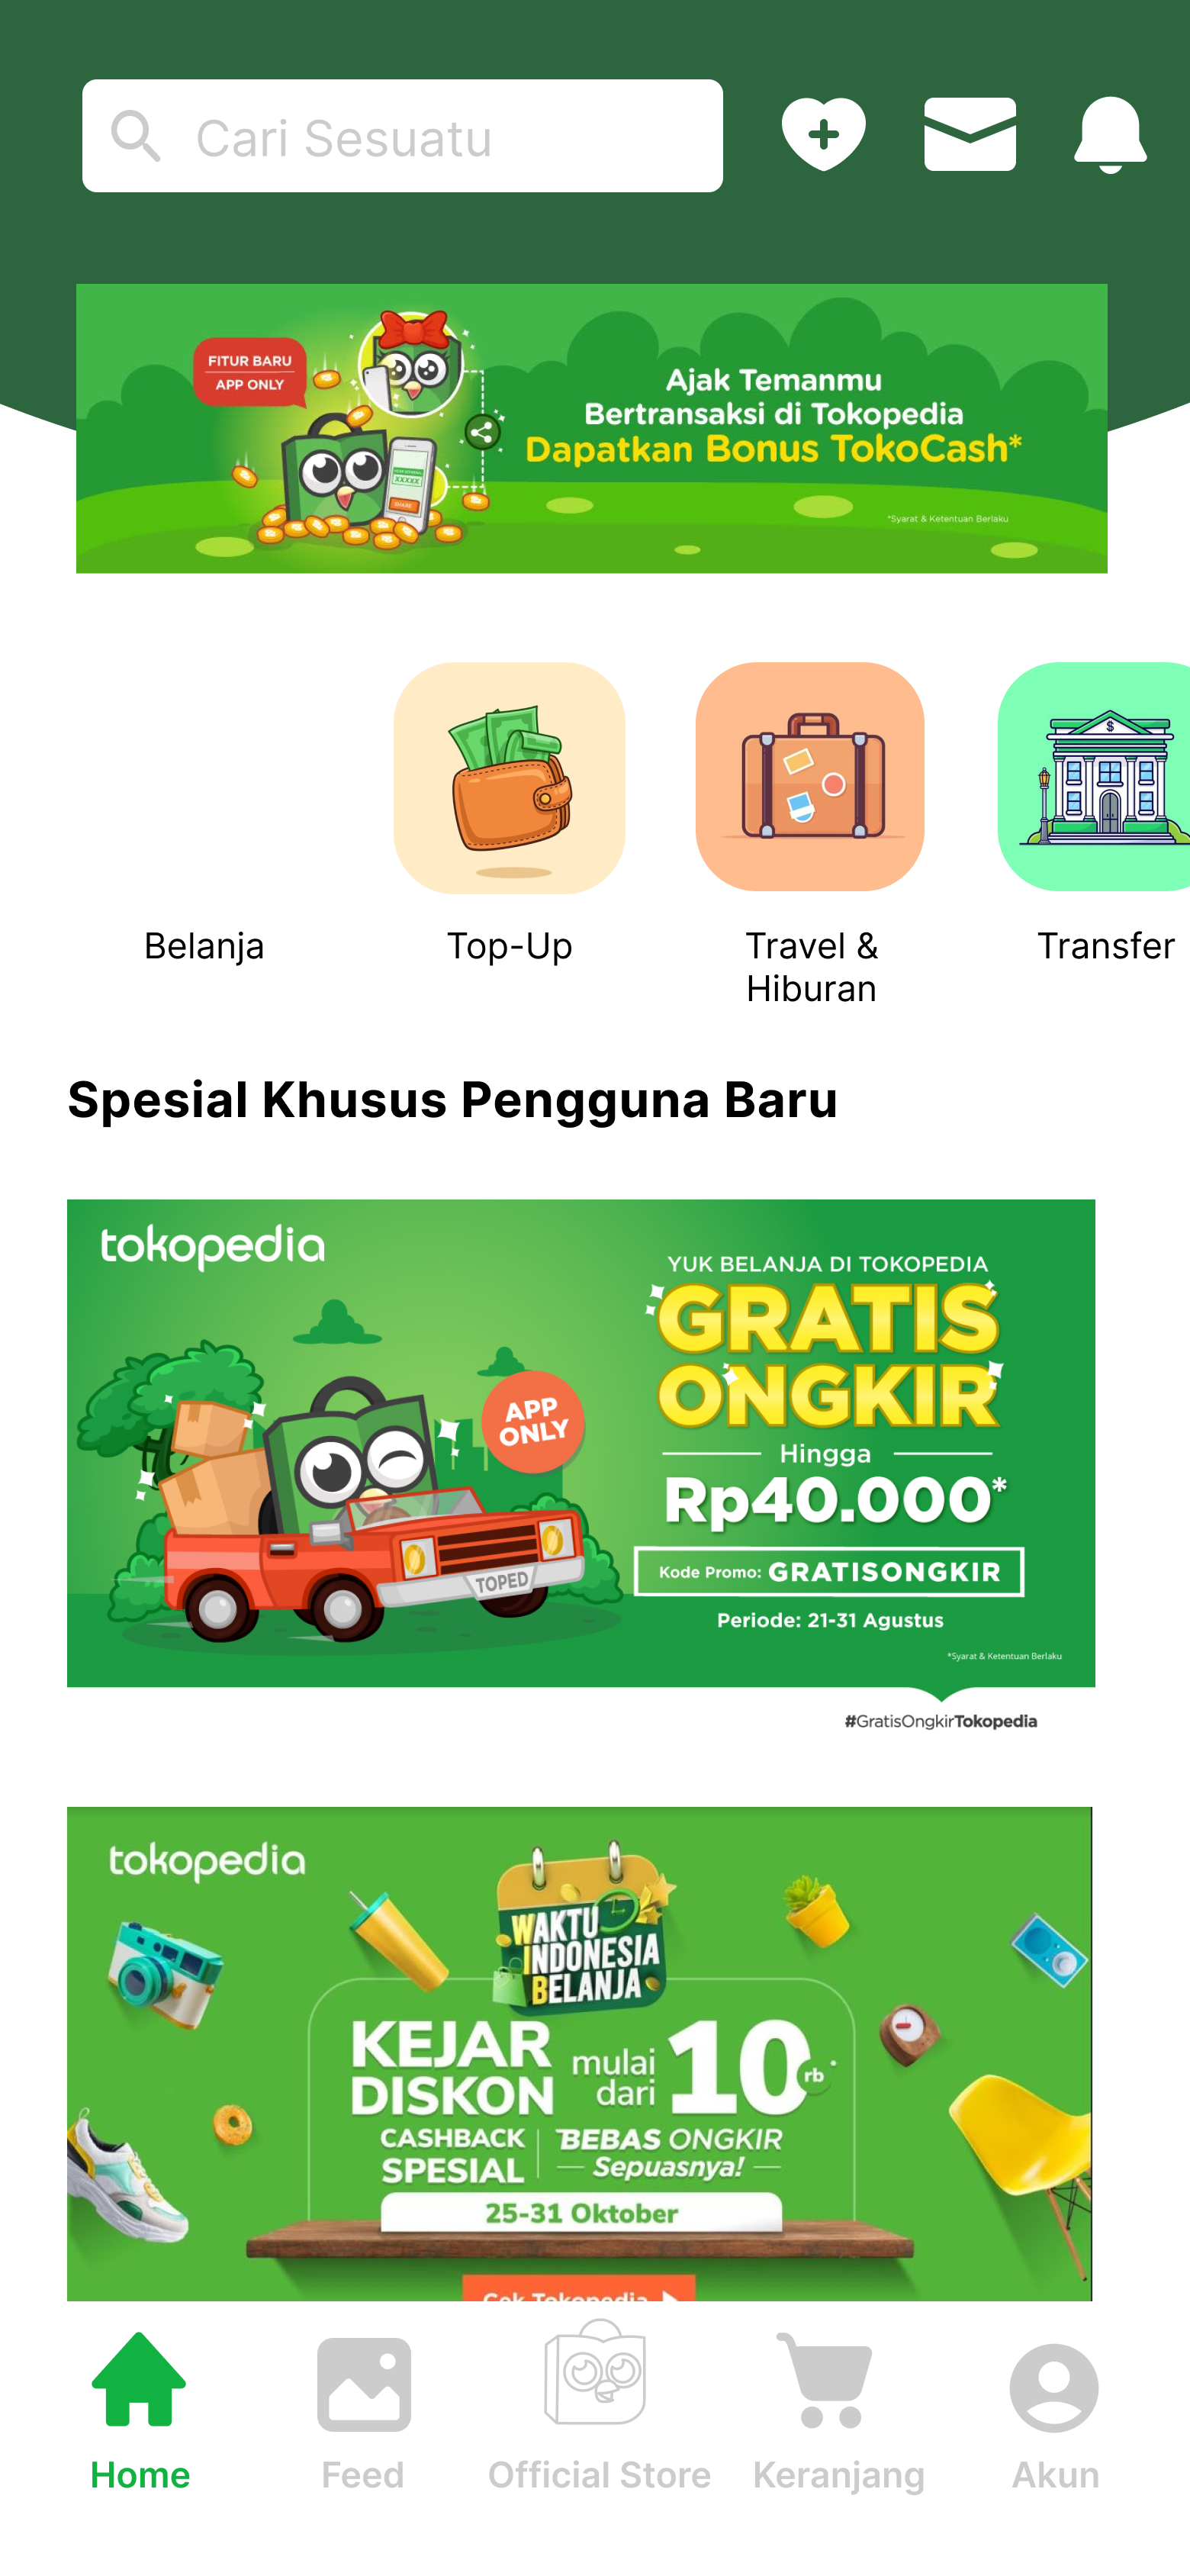 Cari Sesuatu
FITUR BARU
APP ONLY
Ajak Temanmu
Bertransaksi di Tokopedia
Dapatkan Bonus TokoCash*
XXXXX
SHARE
*Syarat & Ketentuan Berlaku
Belanja
Top-Up
Travel &
Hiburan
$
Transfer
Spesial Khusus Pengguna Baru
tokopedia
YUK BELANJA DI TOKOPEDIA
GRATIS
ONGKIR
APP
ONLY
Hingga
Rp40.000*
Kode Promo: GRATISONGKIR
TOPED
Periode: 21-31 Agustus
*Syarat & Ketentuan Berlaku
#GratisOngkirTokopedia
tokopedia
WAKTU
INDONESIA
BELANJA
KEJAR
DISKON
mulai
dari
10rb*
CASHBACK
SPESIAL
BEBAS ONGKIR
Sepuasnya!
25-31 Oktober
Cek Tokopedia
Home
Feed
Official Store
Keranjang
Akun